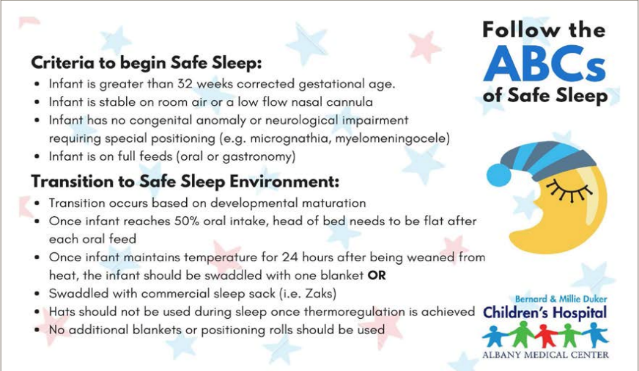 Follow the
ABCs
of Safe Sleep
Criteria to begin Safe Sleep:
• Infant is greater than 32 weeks corrected gestational age.
• Infant is stable on room air or a low flow nasal cannula
• Infant has no congenital anomaly or neurological impairment
requiring special positioning (e.g. micrognathia, myelomeningocele)
• Infant is on full feeds (oral or gastronomy)
Transition to Safe Sleep Environment:
• Transition occurs based on developmental maturation
• Once infant reaches 50% oral intake, head of bed needs to be flat after
each oral feed
• Once infant maintains temperature for 24 hours after being weaned from
heat, the infant should be swaddled with one blanket OR
• Swaddled with commercial sleep sack (i.e. Zaks)
• Hats should not be used during sleep once thermoregulation is achieved
• No additional blankets or positioning rolls should be used
Bernard & Millie Duker
Children's Hospital
ALBANY MEDICAL CENTER